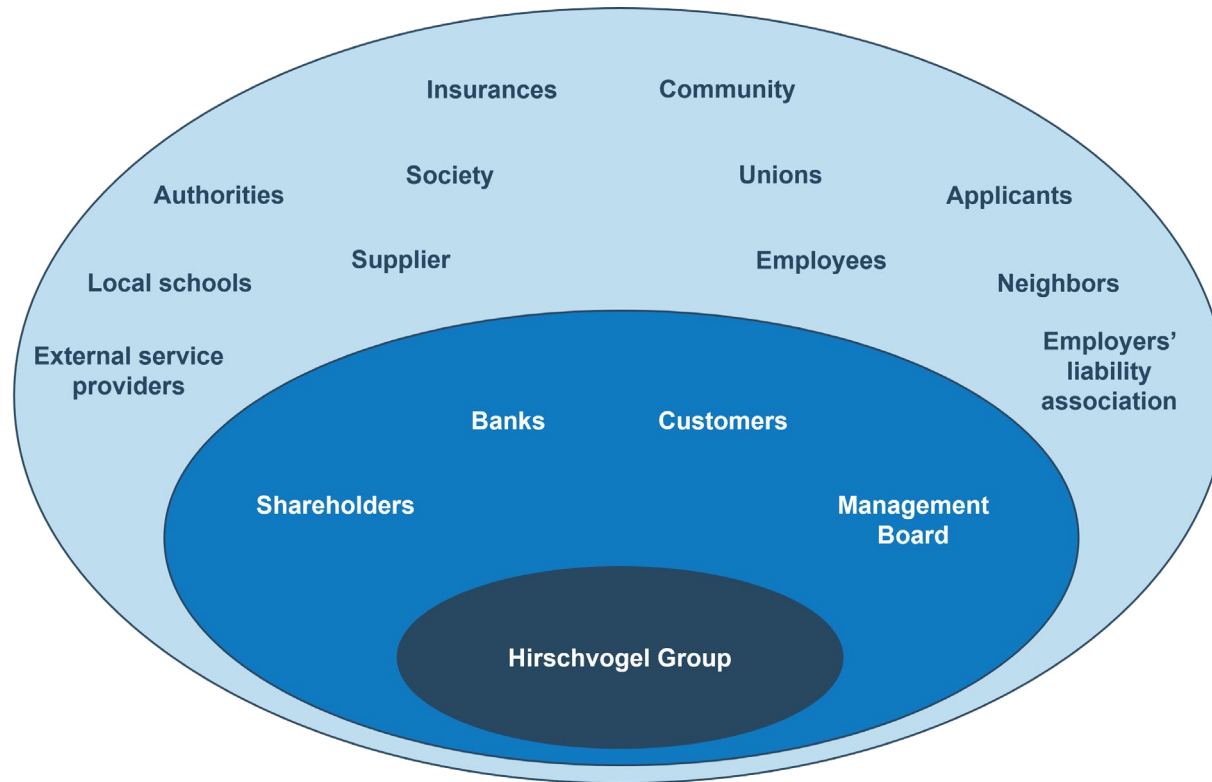 Insurances
Community
Society
Unions
Authorities
Applicants
Supplier
Employees
Local schools
Neighbors
External service
providers
Employers’
liability
association
Banks
Customers
Shareholders
Management
Board
Hirschvogel Group